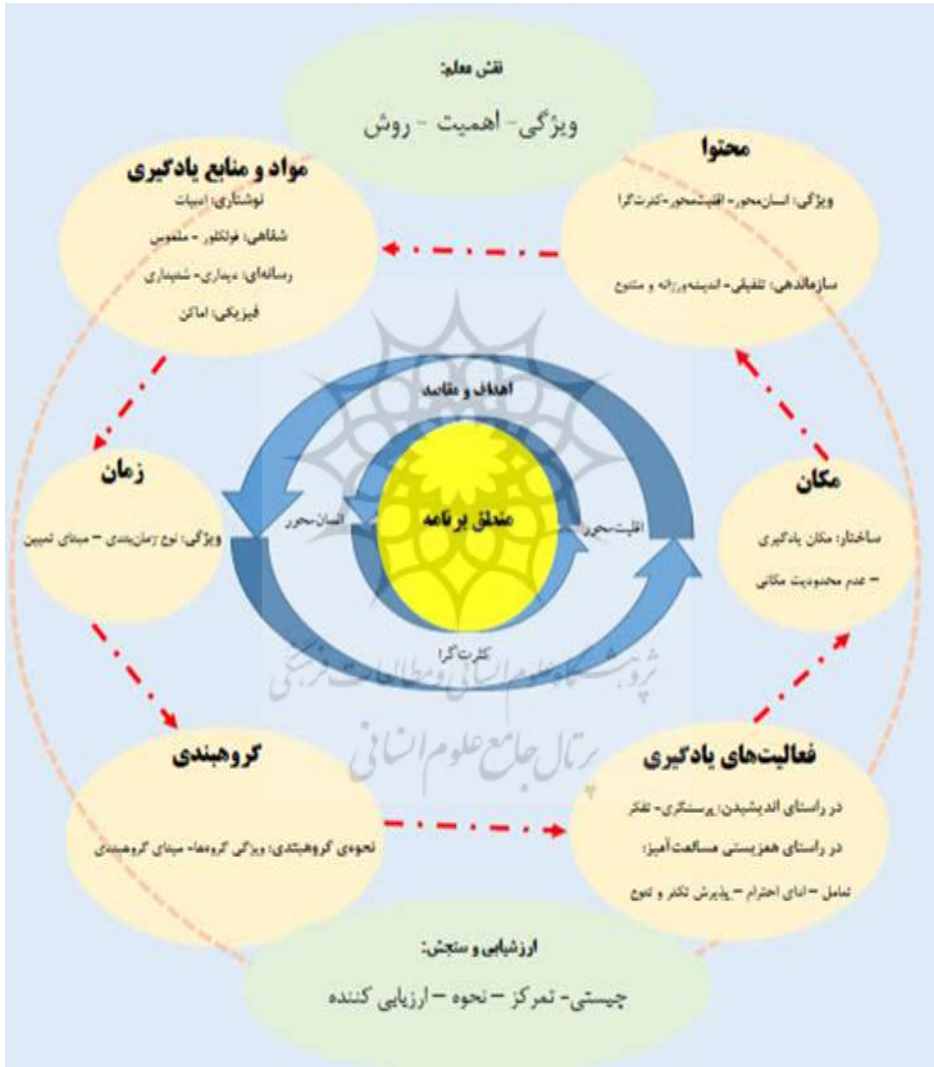 نقش معلم:
ویژگی- اهمیت - روش
محتوا
ویژگی: انسان‌محور- اقلیت‌محور-کثرت‌گرا
سازماندهی: تلفیقی- اندیشه‌ورزانه و متنوع
مواد و منابع یادگیری
نوشتاری: ادبیات
شفاهی: فولکلور - ملموس
رسانه‌ای: دیداری- شنیداری
فیزیکی: اماکن
اهداف و مقاصد
منطق برنامه
انسان‌محور
اقلیت‌محور
کثرت‌گرا
مکان
ساختار: مکان یادگیری
– عدم محدودیت مکانی
زمان
ویژگی: نوع زمان‌بندی – مبنای تعیین
پژوهشگاه علوم انسانی و مطالعات فرهنگی
پرتال جامع علوم انسانی
فعالیت‌های یادگیری
در راستای اندیشیدن: پرسشگری- تفکر
در راستای همزیستی مسالمت‌آمیز:
تعامل – ادای احترام – پذیرش تکثر و تنوع
گروهبندی
نحوه‌ی گروهبندی: ویژگی گروه‌ها- مبنای گروهبندی
ارزشیابی و سنجش:
چیستی- تمرکز – نحوه – ارزیابی کننده